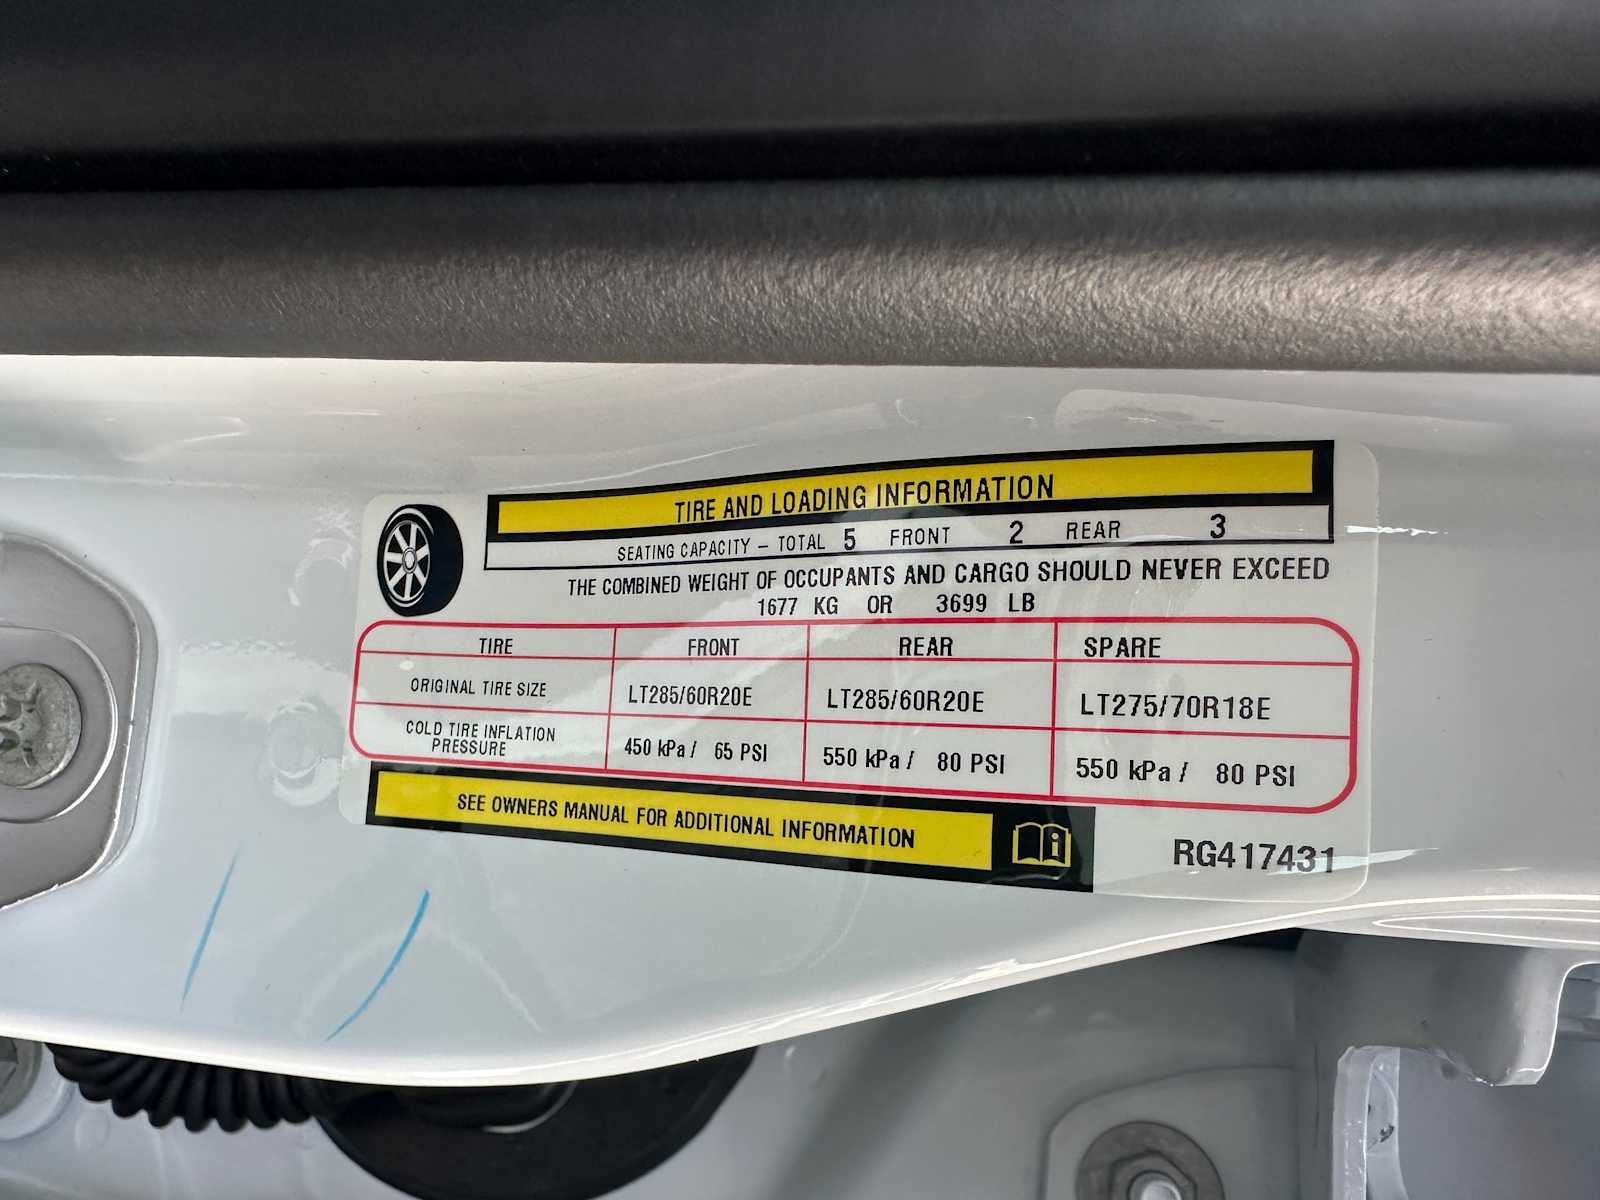 TIRE AND LOADING INFORMATION
SEATING CAPACITY – TOTAL 5 FRONT 2 REAR 3
THE COMBINED WEIGHT OF OCCUPANTS AND CARGO SHOULD NEVER EXCEED
1677 KG OR 3699 LB
TIRE FRONT REAR SPARE
ORIGINAL TIRE SIZE LT285/60R20E LT285/60R20E LT275/70R18E
COLD TIRE INFLATION
PRESSURE 450 kPa / 65 PSI 550 kPa / 80 PSI 550 kPa / 80 PSI
SEE OWNERS MANUAL FOR ADDITIONAL INFORMATION
RG417431